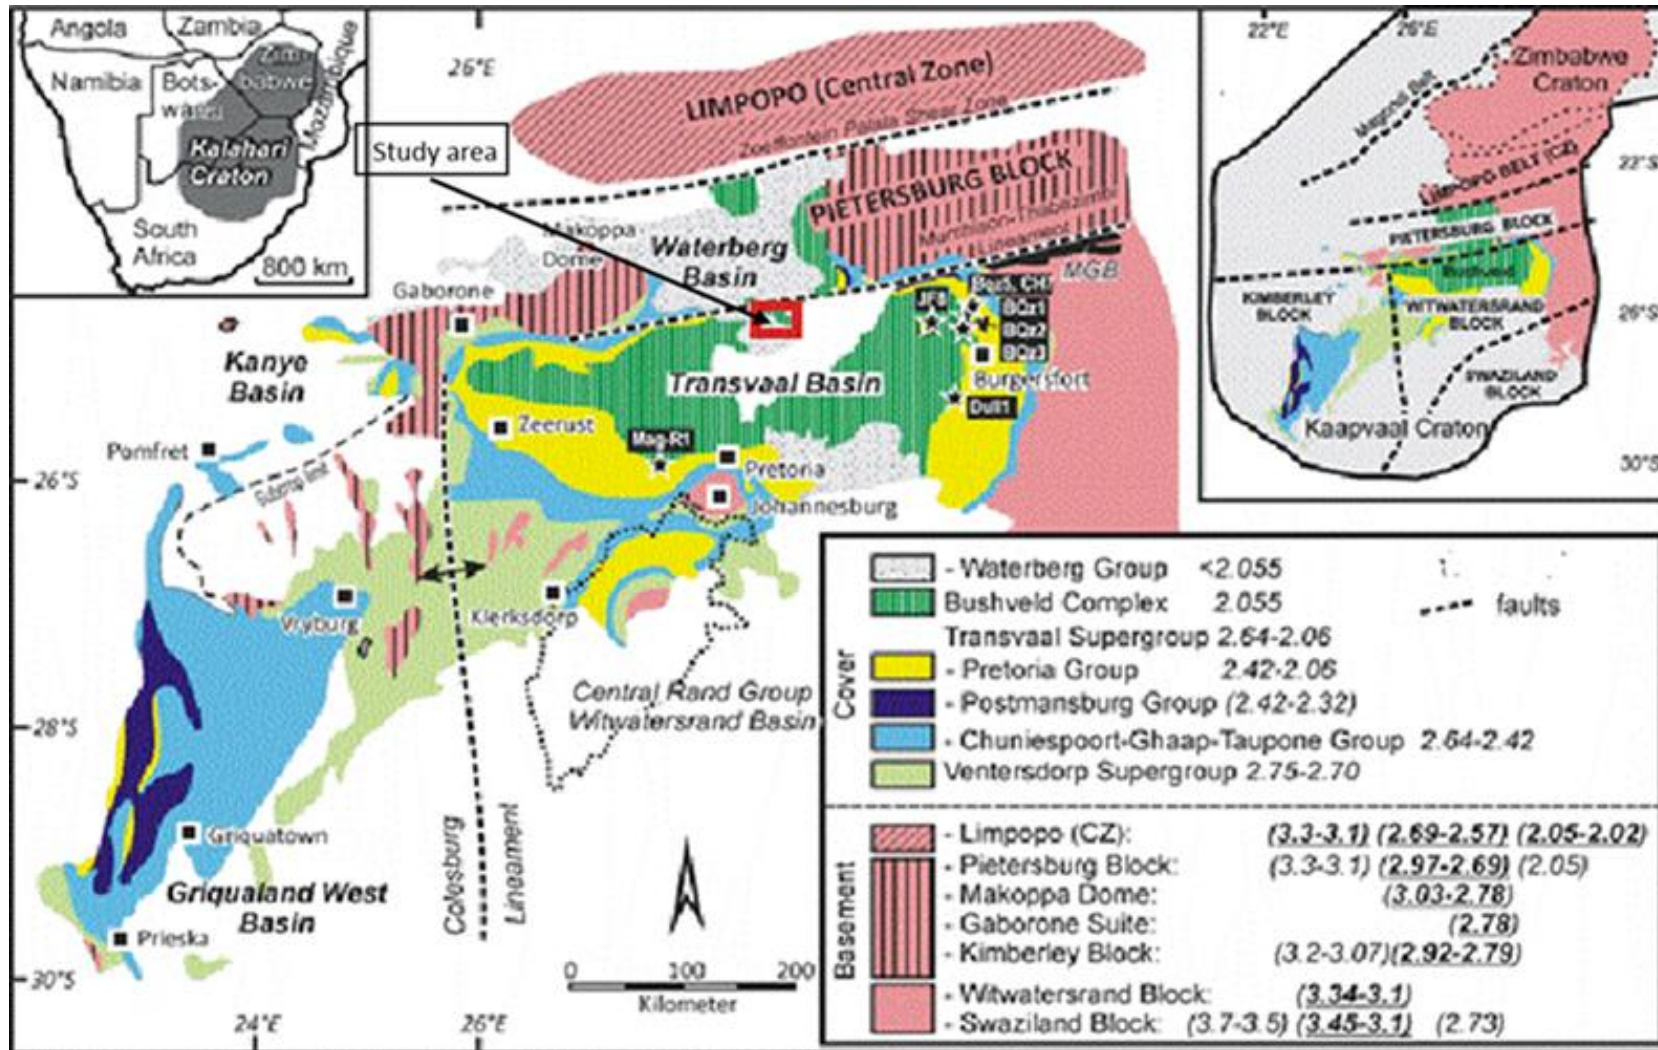 Angola
Zambia
Zim-
babwe
Namibia
Bots-
wana
Mozambique
Kalahari
Craton
South
Africa
800 km
Study area
26°E
LIMPOPO (Central Zone)
Zoetfontein Palala Shear Zone
PIETERSBURG BLOCK
Murchison-Thabazimbi
Lineament
MGB
Makoppa
Dome
Waterberg
Basin
Gaborone
Kanye
Basin
Transvaal Basin
JF8
BQz1
BQz2
BQz3
Burgersfort
Dull1
Zeerust
Mag-R1
Pretoria
Johannesburg
Pomfret
26°S
Vryburg
Klerksdorp
Central Rand Group
Witwatersrand Basin
28°S
Griquatown
Griqualand West
Basin
Prieska
Colesburg
Lineament
30°S
24°E
26°E
0 100 200
Kilometer
22°E
26°E
Zimbabwe
Craton
Magondi Belt
LIMPOPO BELT (CZ)
22°S
PIETERSBURG BLOCK
Bushveld
KIMBERLEY
BLOCK
WITWATERSRAND
BLOCK
26°S
SWAZILAND
BLOCK
Kaapvaal Craton
30°S
Cover
- Waterberg Group <2.055
Bushveld Complex 2.055
faults
Transvaal Supergroup 2.64-2.06
- Pretoria Group 2.42-2.06
- Postmansburg Group (2.42-2.32)
- Chuniespoort-Ghaap-Taupone Group 2.64-2.42
Ventersdorp Supergroup 2.75-2.70
Basement
- Limpopo (CZ): (3.3-3.1) (2.69-2.57) (2.05-2.02)
- Pietersburg Block: (3.3-3.1) (2.97-2.69) (2.05)
- Makoppa Dome: (3.03-2.78)
- Gaborone Suite: (2.78)
- Kimberley Block: (3.2-3.07)(2.92-2.79)
- Witwatersrand Block: (3.34-3.1)
- Swaziland Block: (3.7-3.5) (3.45-3.1) (2.73)